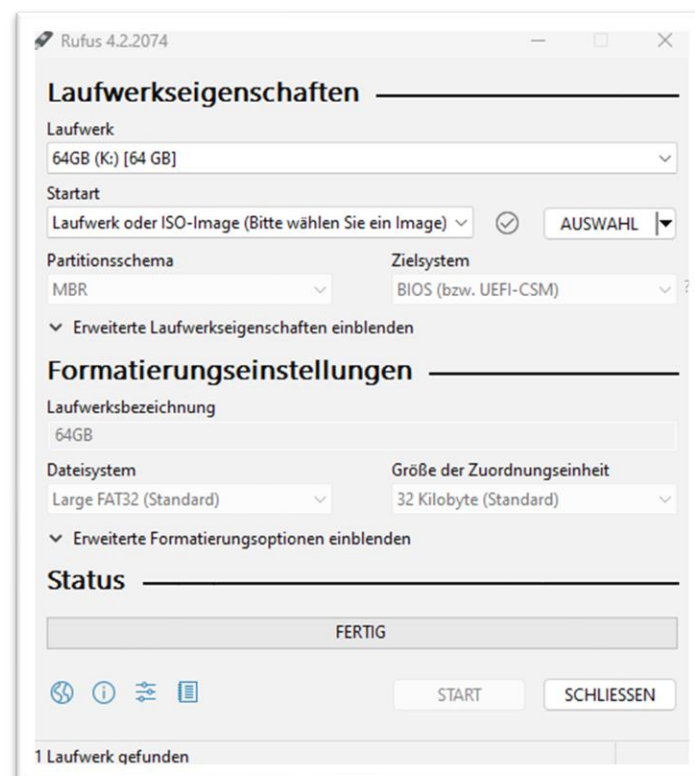 Rufus 4.2.2074
Laufwerkseigenschaften
Laufwerk
64GB (K:) [64 GB]
Startart
Laufwerk oder ISO-Image (Bitte wählen Sie ein Image)
AUSWAHL
Partitionsschema
Zielsystem
MBR
BIOS (bzw. UEFI-CSM)
?
Erweiterte Laufwerkseigenschaften einblenden
Formatierungseinstellungen
Laufwerksbezeichnung
64GB
Dateisystem
Größe der Zuordnungseinheit
Large FAT32 (Standard)
32 Kilobyte (Standard)
Erweiterte Formatierungsoptionen einblenden
Status
FERTIG
START
SCHLIESSEN
1 Laufwerk gefunden